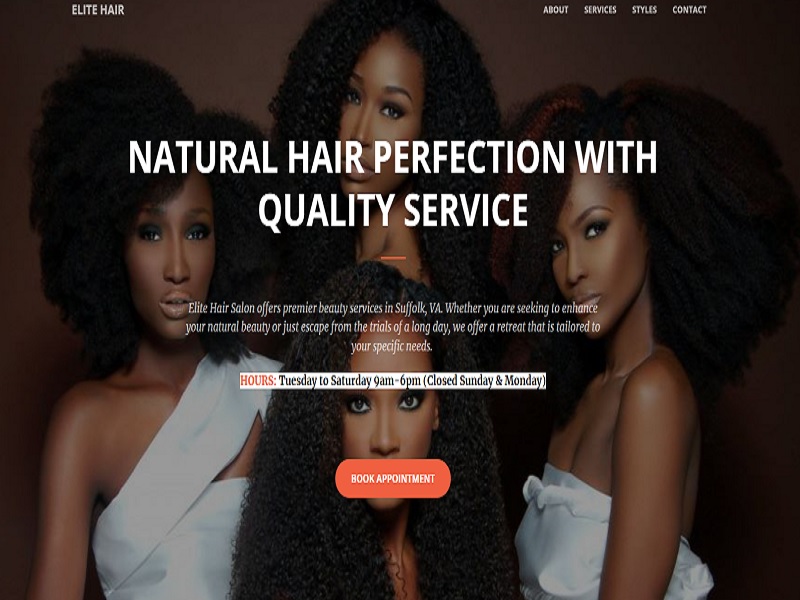 ELITE HAIR
ABOUT SERVICES STYLES CONTACT
NATURAL HAIR PERFECTION WITH
QUALITY SERVICE
Elite Hair Salon offers premier beauty services in Suffolk, VA. Whether you are seeking to enhance
your natural beauty or just escape from the trials of a long day, we offer a retreat that is tailored to
your specific needs.
HOURS: Tuesday to Saturday 9am-6pm (Closed Sunday & Monday)
BOOK APPOINTMENT